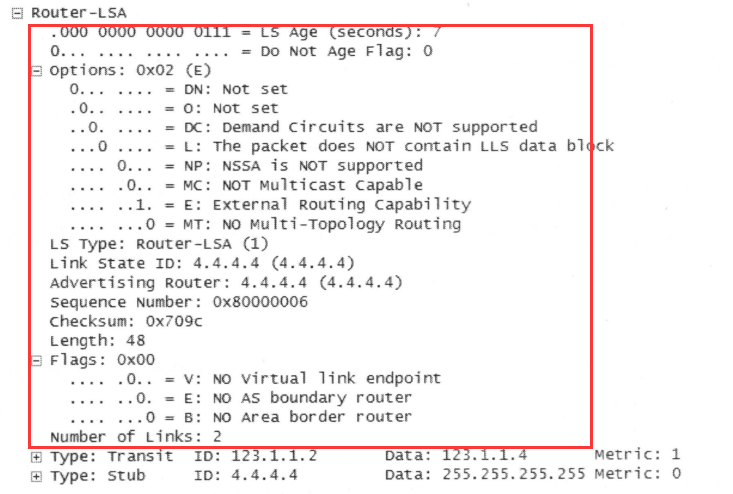 Router-LSA
.000 0000 0000 0111 = LS Age (seconds): 7
0... .... .... .... = Do Not Age Flag: 0
Options: 0x02 (E)
0... .... = DN: Not set
.0.. .... = O: Not set
..0. .... = DC: Demand Circuits are NOT supported
...0 .... = L: The packet does NOT contain LLS data block
.... 0... = NP: NSSA is NOT supported
.... .0.. = MC: NOT Multicast Capable
.... ..1. = E: External Routing Capability
.... ...0 = MT: NO Multi-Topology Routing
LS Type: Router-LSA (1)
Link State ID: 4.4.4.4 (4.4.4.4)
Advertising Router: 4.4.4.4 (4.4.4.4)
Sequence Number: 0x80000006
Checksum: 0x709c
Length: 48
Flags: 0x00
.... .0.. = V: NO Virtual link endpoint
.... ..0. = E: NO AS boundary router
.... ...0 = B: NO Area border router
Number of Links: 2
Type: Transit ID: 123.1.1.2 Data: 123.1.1.4 Metric: 1
Type: Stub ID: 4.4.4.4 Data: 255.255.255.255 Metric: 0